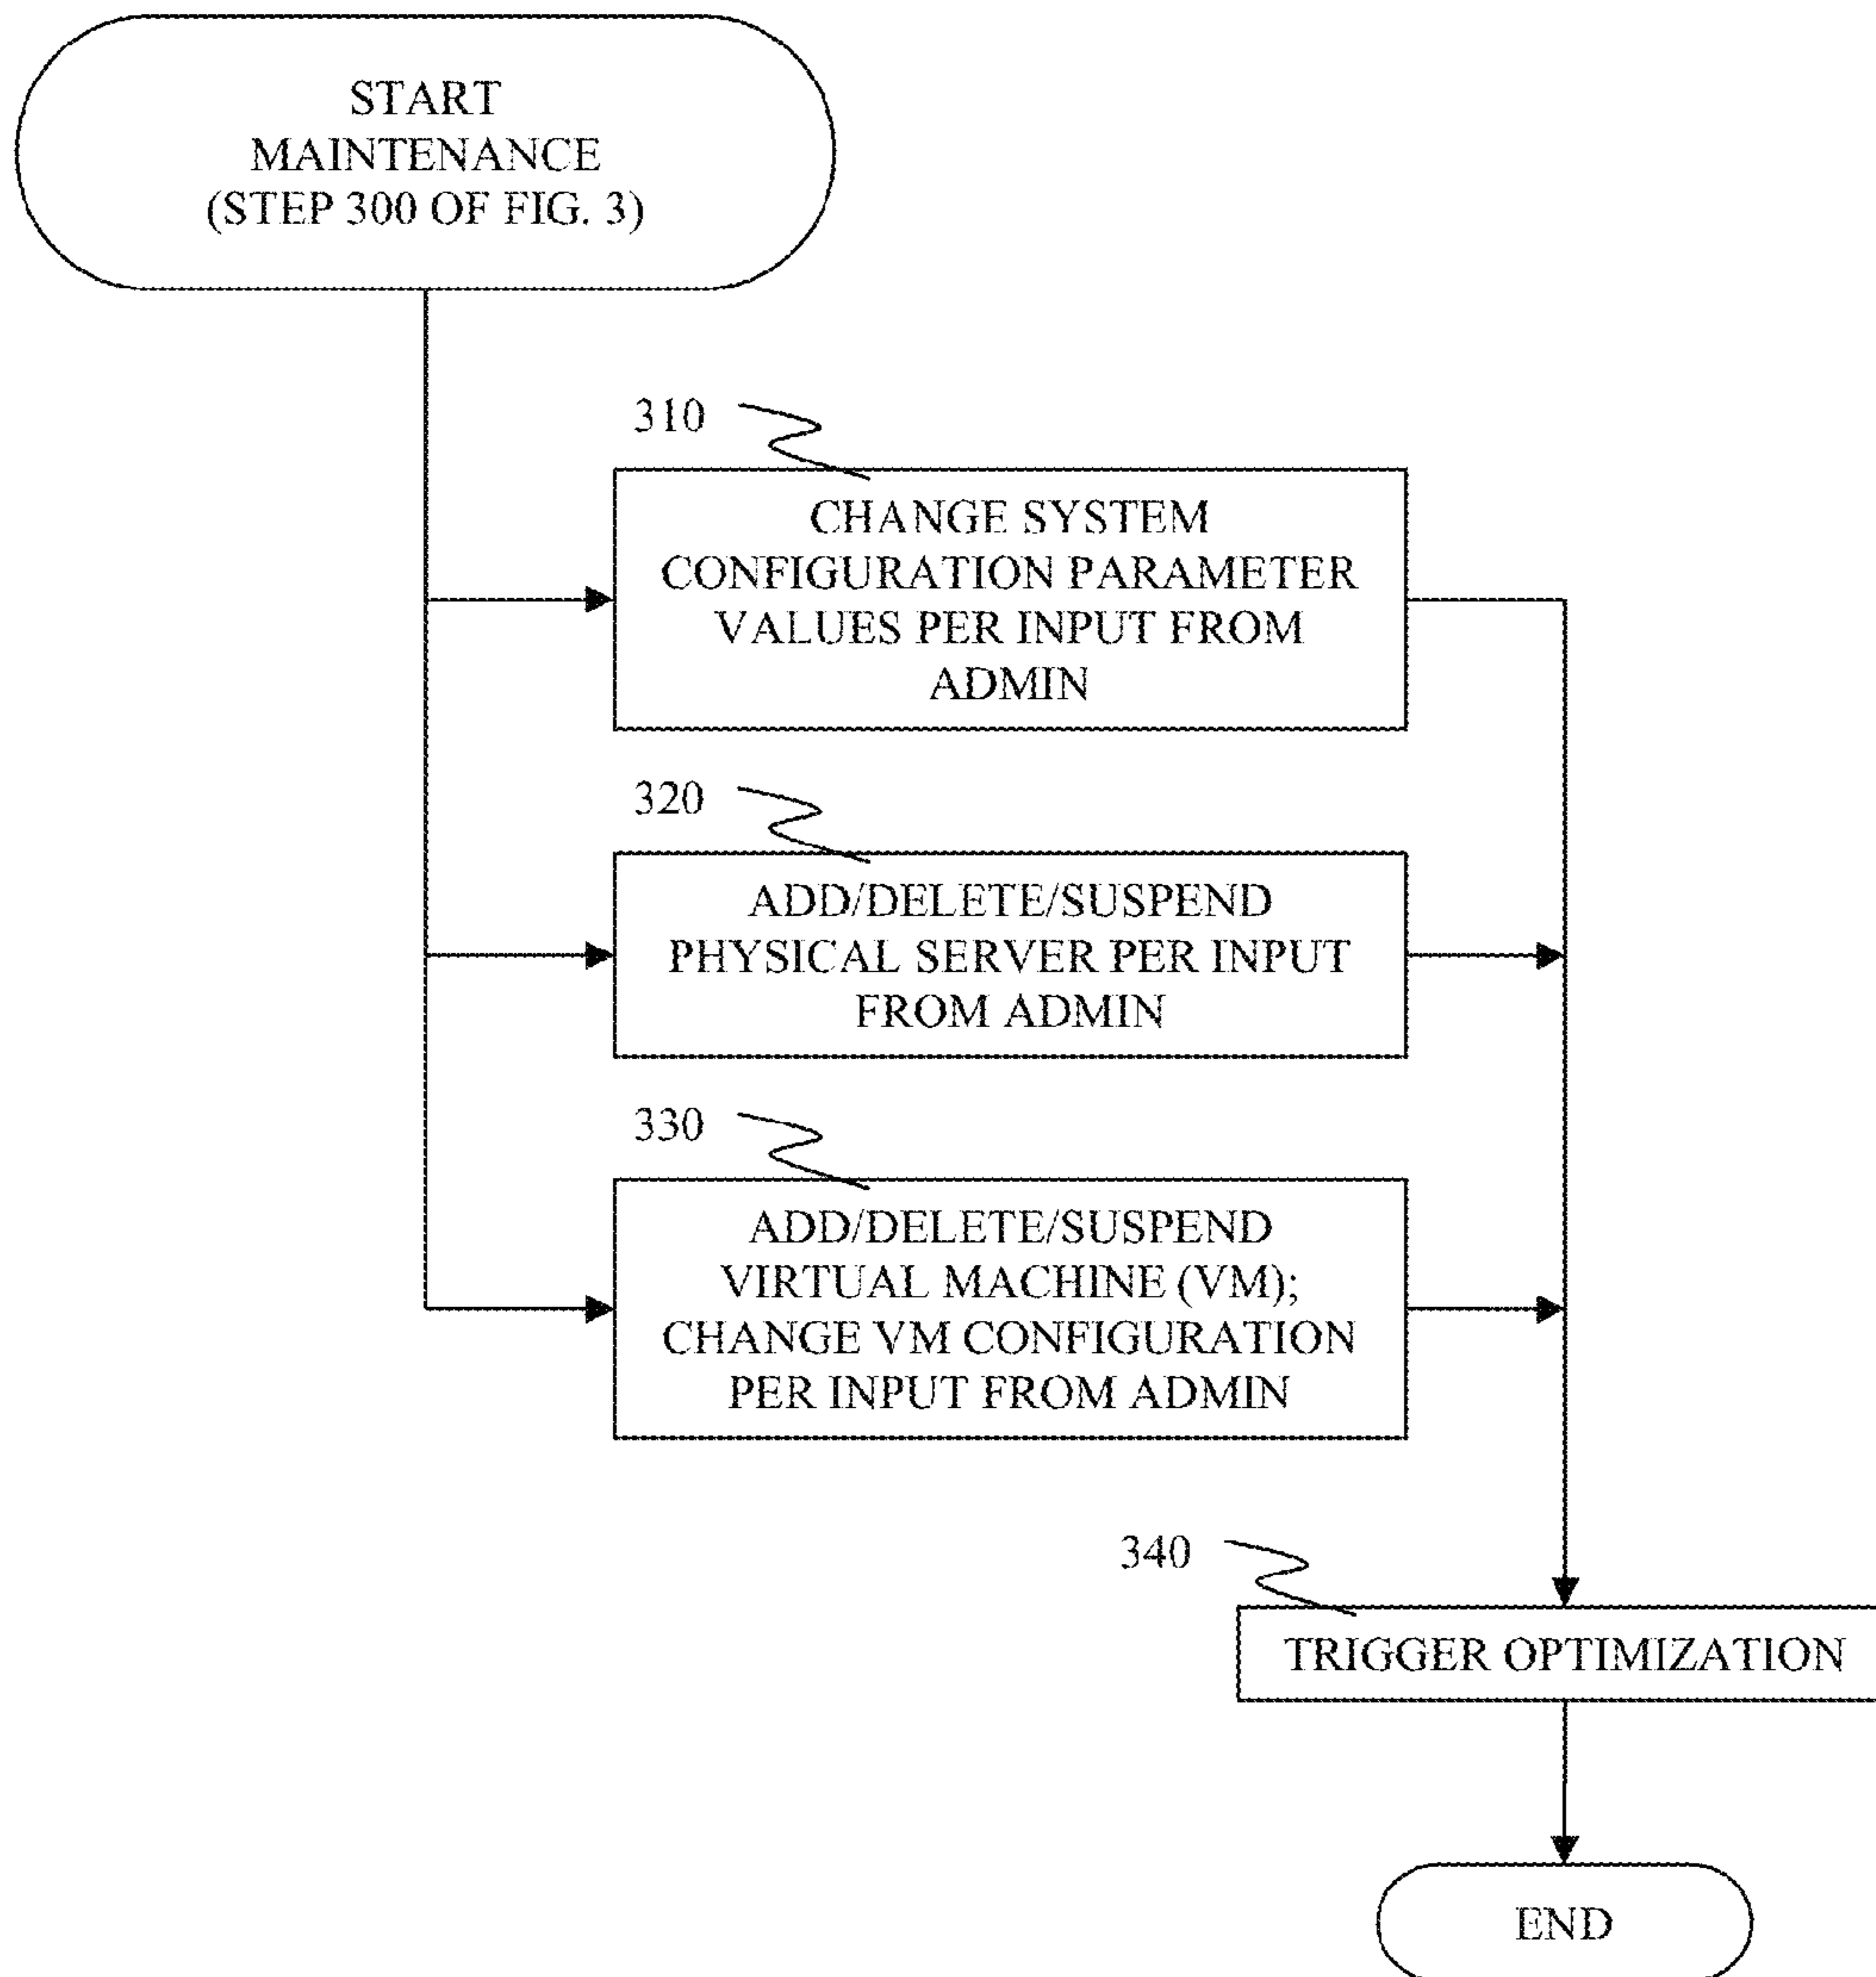 START
MAINTENANCE
(STEP 300 OF FIG. 3)
310
CHANGE SYSTEM
CONFIGURATION PARAMETER
VALUES PER INPUT FROM
ADMIN
320
ADD/DELETE/SUSPEND
PHYSICAL SERVER PER INPUT
FROM ADMIN
330
ADD/DELETE/SUSPEND
VIRTUAL MACHINE (VM);
CHANGE VM CONFIGURATION
PER INPUT FROM ADMIN
340
TRIGGER OPTIMIZATION
END